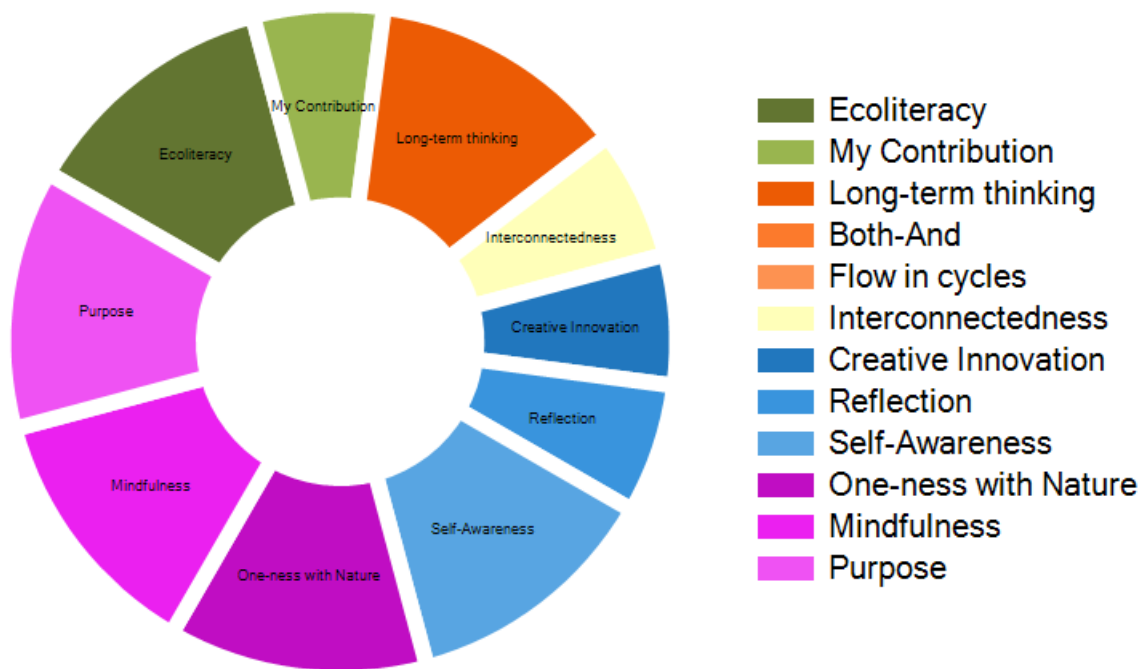 My Contribution
Long-term thinking
Ecoliteracy
Interconnectedness
Purpose
Creative Innovation
Reflection
Mindfulness
Self-Awareness
One-ness with Nature
Ecoliteracy
My Contribution
Long-term thinking
Both-And
Flow in cycles
Interconnectedness
Creative Innovation
Reflection
Self-Awareness
One-ness with Nature
Mindfulness
Purpose